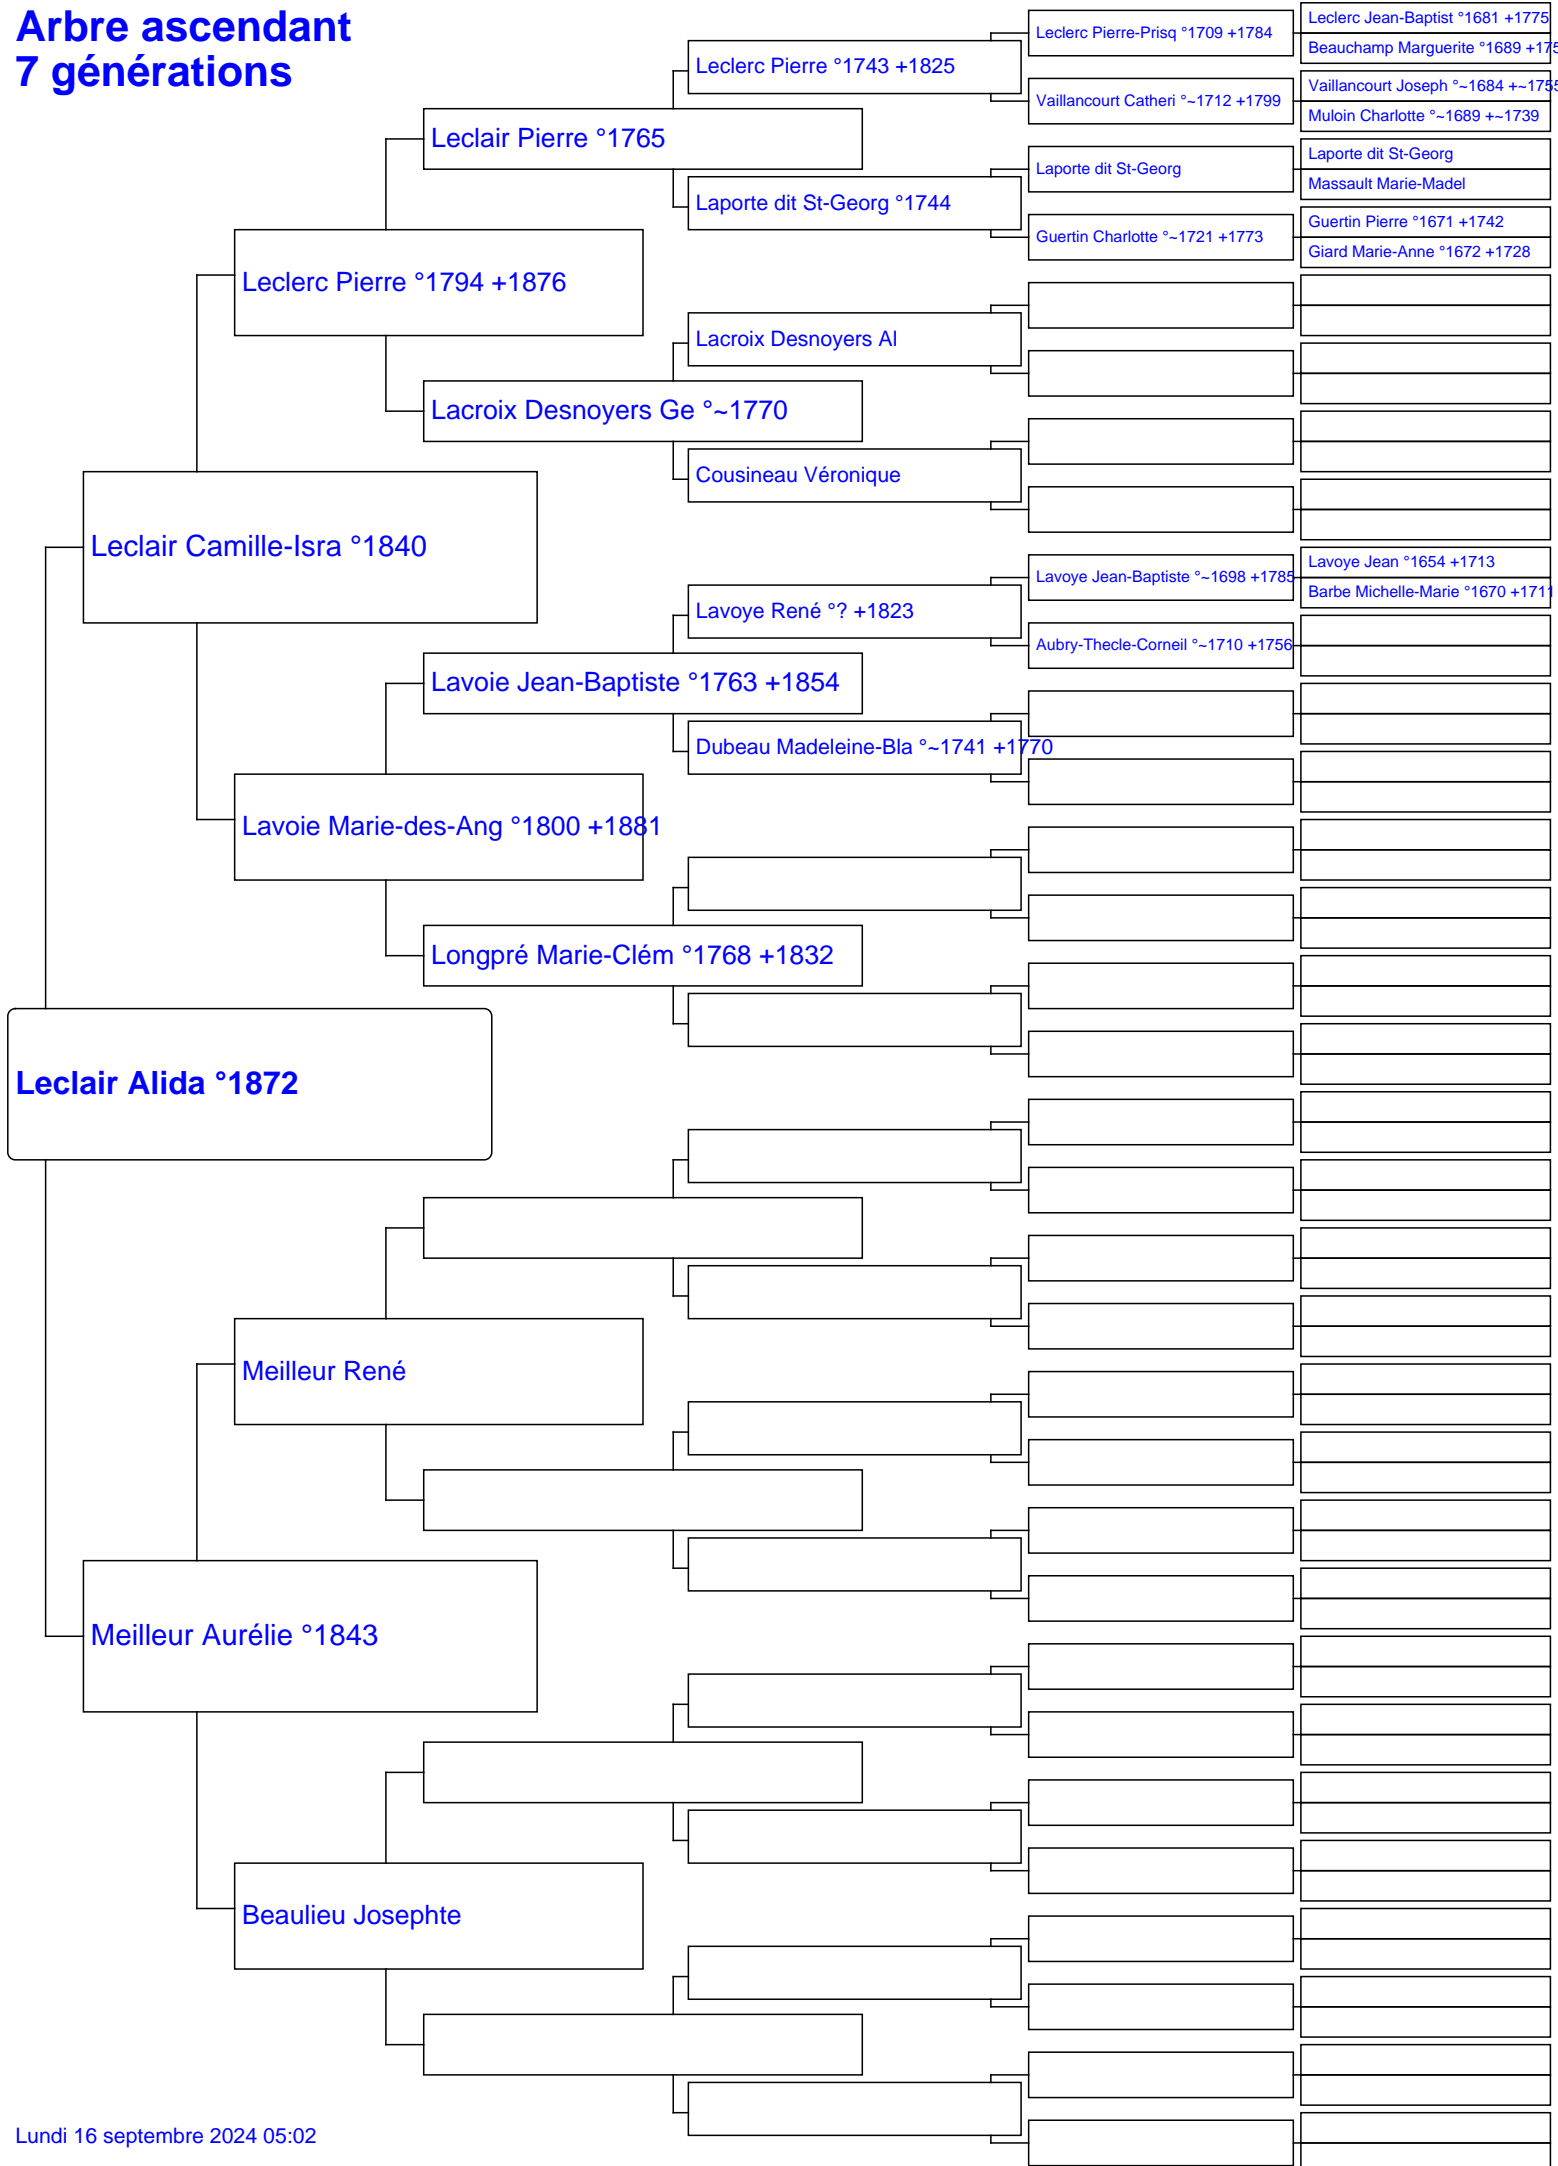 Arbre ascendant
7 générations
Leclerc Jean-Baptist °1681 +1775
Leclerc Pierre-Prisq °1709 +1784
Beauchamp Marguerite °1689 +175
Leclerc Pierre °1743 +1825
Vaillancourt Joseph °~1684 +~1755
Vaillancourt Catheri °~1712 +1799
Muloin Charlotte °~1689 +~1739
Leclair Pierre °1765
Laporte dit St-Georg
Laporte dit St-Georg
Massault Marie-Madel
Laporte dit St-Georg °1744
Guertin Pierre °1671 +1742
Guertin Charlotte °~1721 +1773
Giard Marie-Anne °1672 +1728
Leclerc Pierre °1794 +1876
Lacroix Desnoyers Al
Lacroix Desnoyers Ge °~1770
Cousineau Véronique
Leclair Camille-Isra °1840
Lavoye Jean °1654 +1713
Lavoye Jean-Baptiste °~1698 +1785
Barbe Michelle-Marie °1670 +1711
Lavoye René °? +1823
Aubry-Thecle-Corneil °~1710 +1756
Lavoie Jean-Baptiste °1763 +1854
Dubeau Madeleine-Bla °~1741 +1770
Lavoie Marie-des-Ang °1800 +1881
Longpré Marie-Clém °1768 +1832
Leclair Alida °1872
Meilleur René
Meilleur Aurélie °1843
Beaulieu Josephte
Lundi 16 septembre 2024 05:02